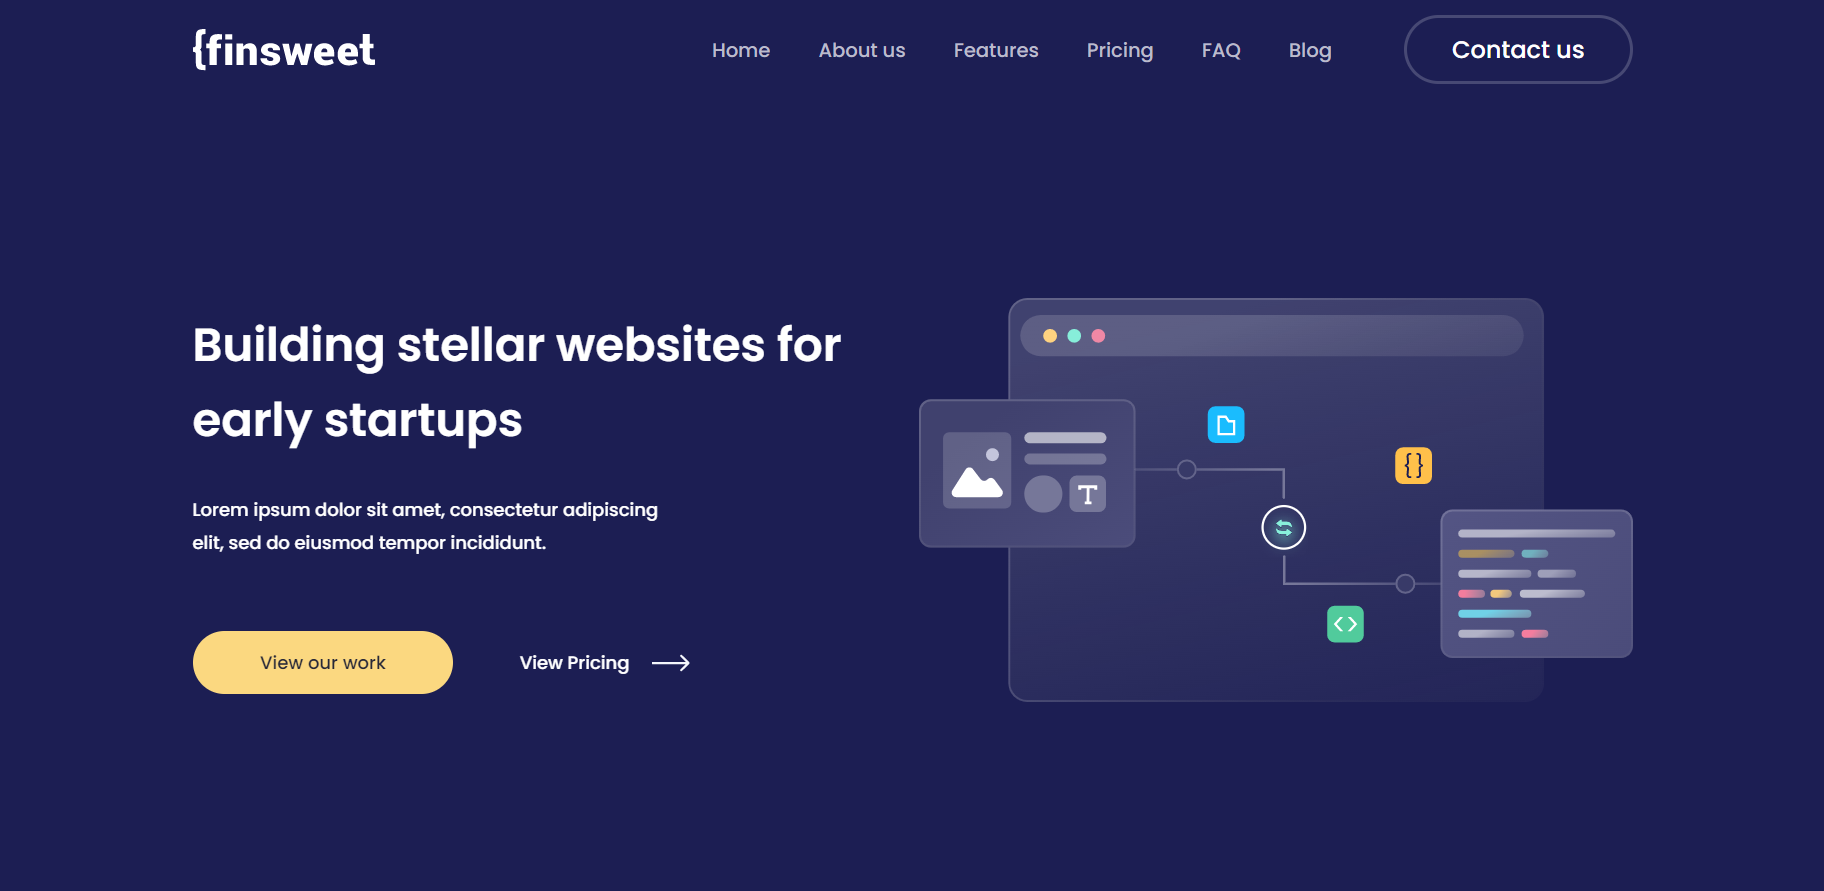 {finsweet
Home About us Features Pricing FAQ Blog Contact us
Building stellar websites for
early startups
Lorem ipsum dolor sit amet, consectetur adipiscing
elit, sed do eiusmod tempor incididunt.
View our work View Pricing
T
{}
<>